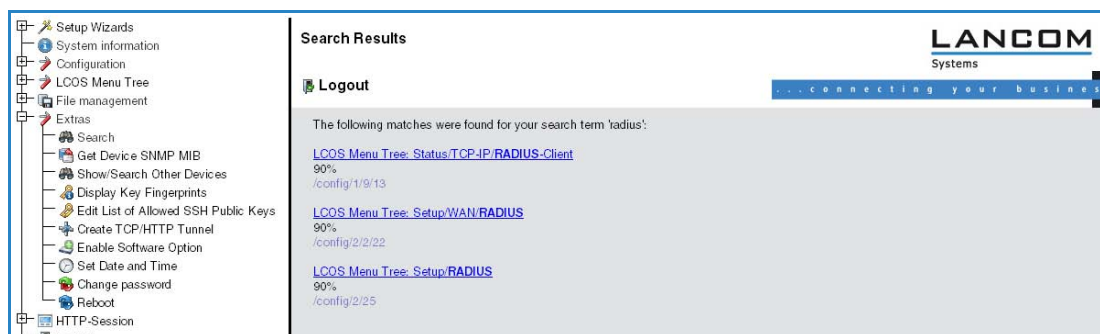 Setup Wizards
System information
Configuration
LCOS Menu Tree
File management
Extras
Search
Get Device SNMP MIB
Show/Search Other Devices
Display Key Fingerprints
Edit List of Allowed SSH Public Keys
Create TCP/HTTP Tunnel
Enable Software Option
Set Date and Time
Change password
Reboot
HTTP-Session
Search Results
LANCOM
Systems
Logout
...connecting your busines
The following matches were found for your search term 'radius':
LCOS Menu Tree: Status/TCP-IP/RADIUS-Client
90%
/config/1/9/13
LCOS Menu Tree: Setup/WAN/RADIUS
90%
/config/2/2/22
LCOS Menu Tree: Setup/RADIUS
90%
/config/2/25